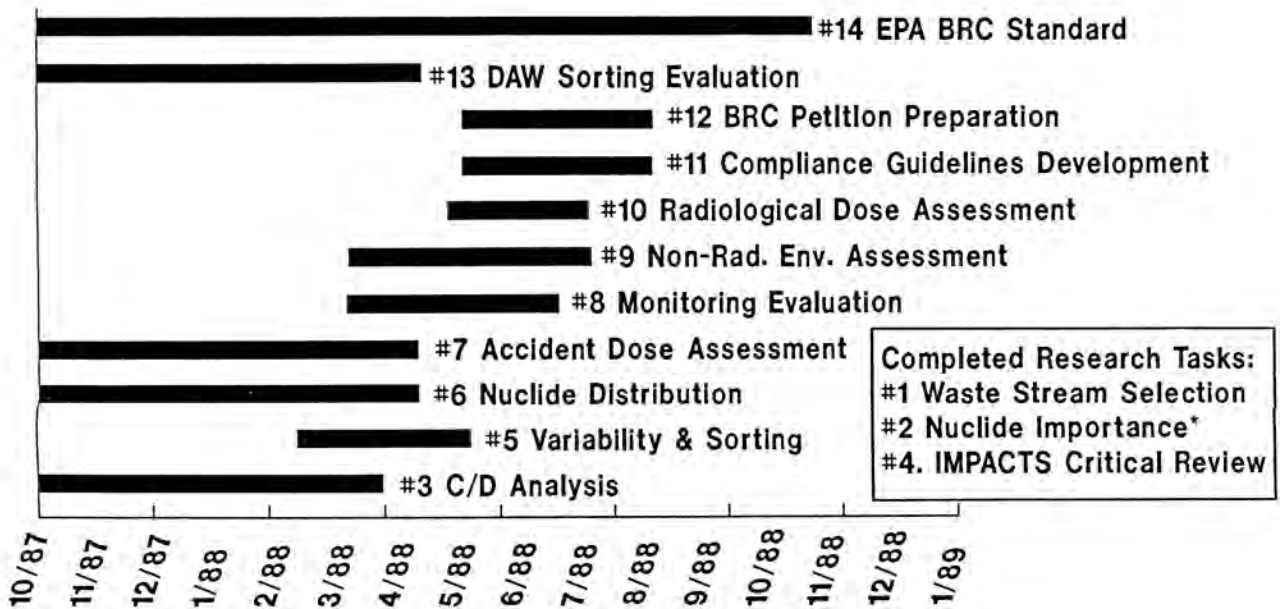 #14 EPA BRC Standard
#13 DAW Sorting Evaluation
#12 BRC Petition Preparation
#11 Compliance Guidelines Development
#10 Radiological Dose Assessment
#9 Non-Rad. Env. Assessment
#8 Monitoring Evaluation
#7 Accident Dose Assessment
#6 Nuclide Distribution
#5 Variability & Sorting
#3 C/D Analysis
Completed Research Tasks:
#1 Waste Stream Selection
#2 Nuclide Importance*
#4. IMPACTS Critical Review
10/87
11/87
12/87
1/88
2/88
3/88
4/88
5/88
6/88
7/88
8/88
9/88
10/88
11/88
12/88
1/89